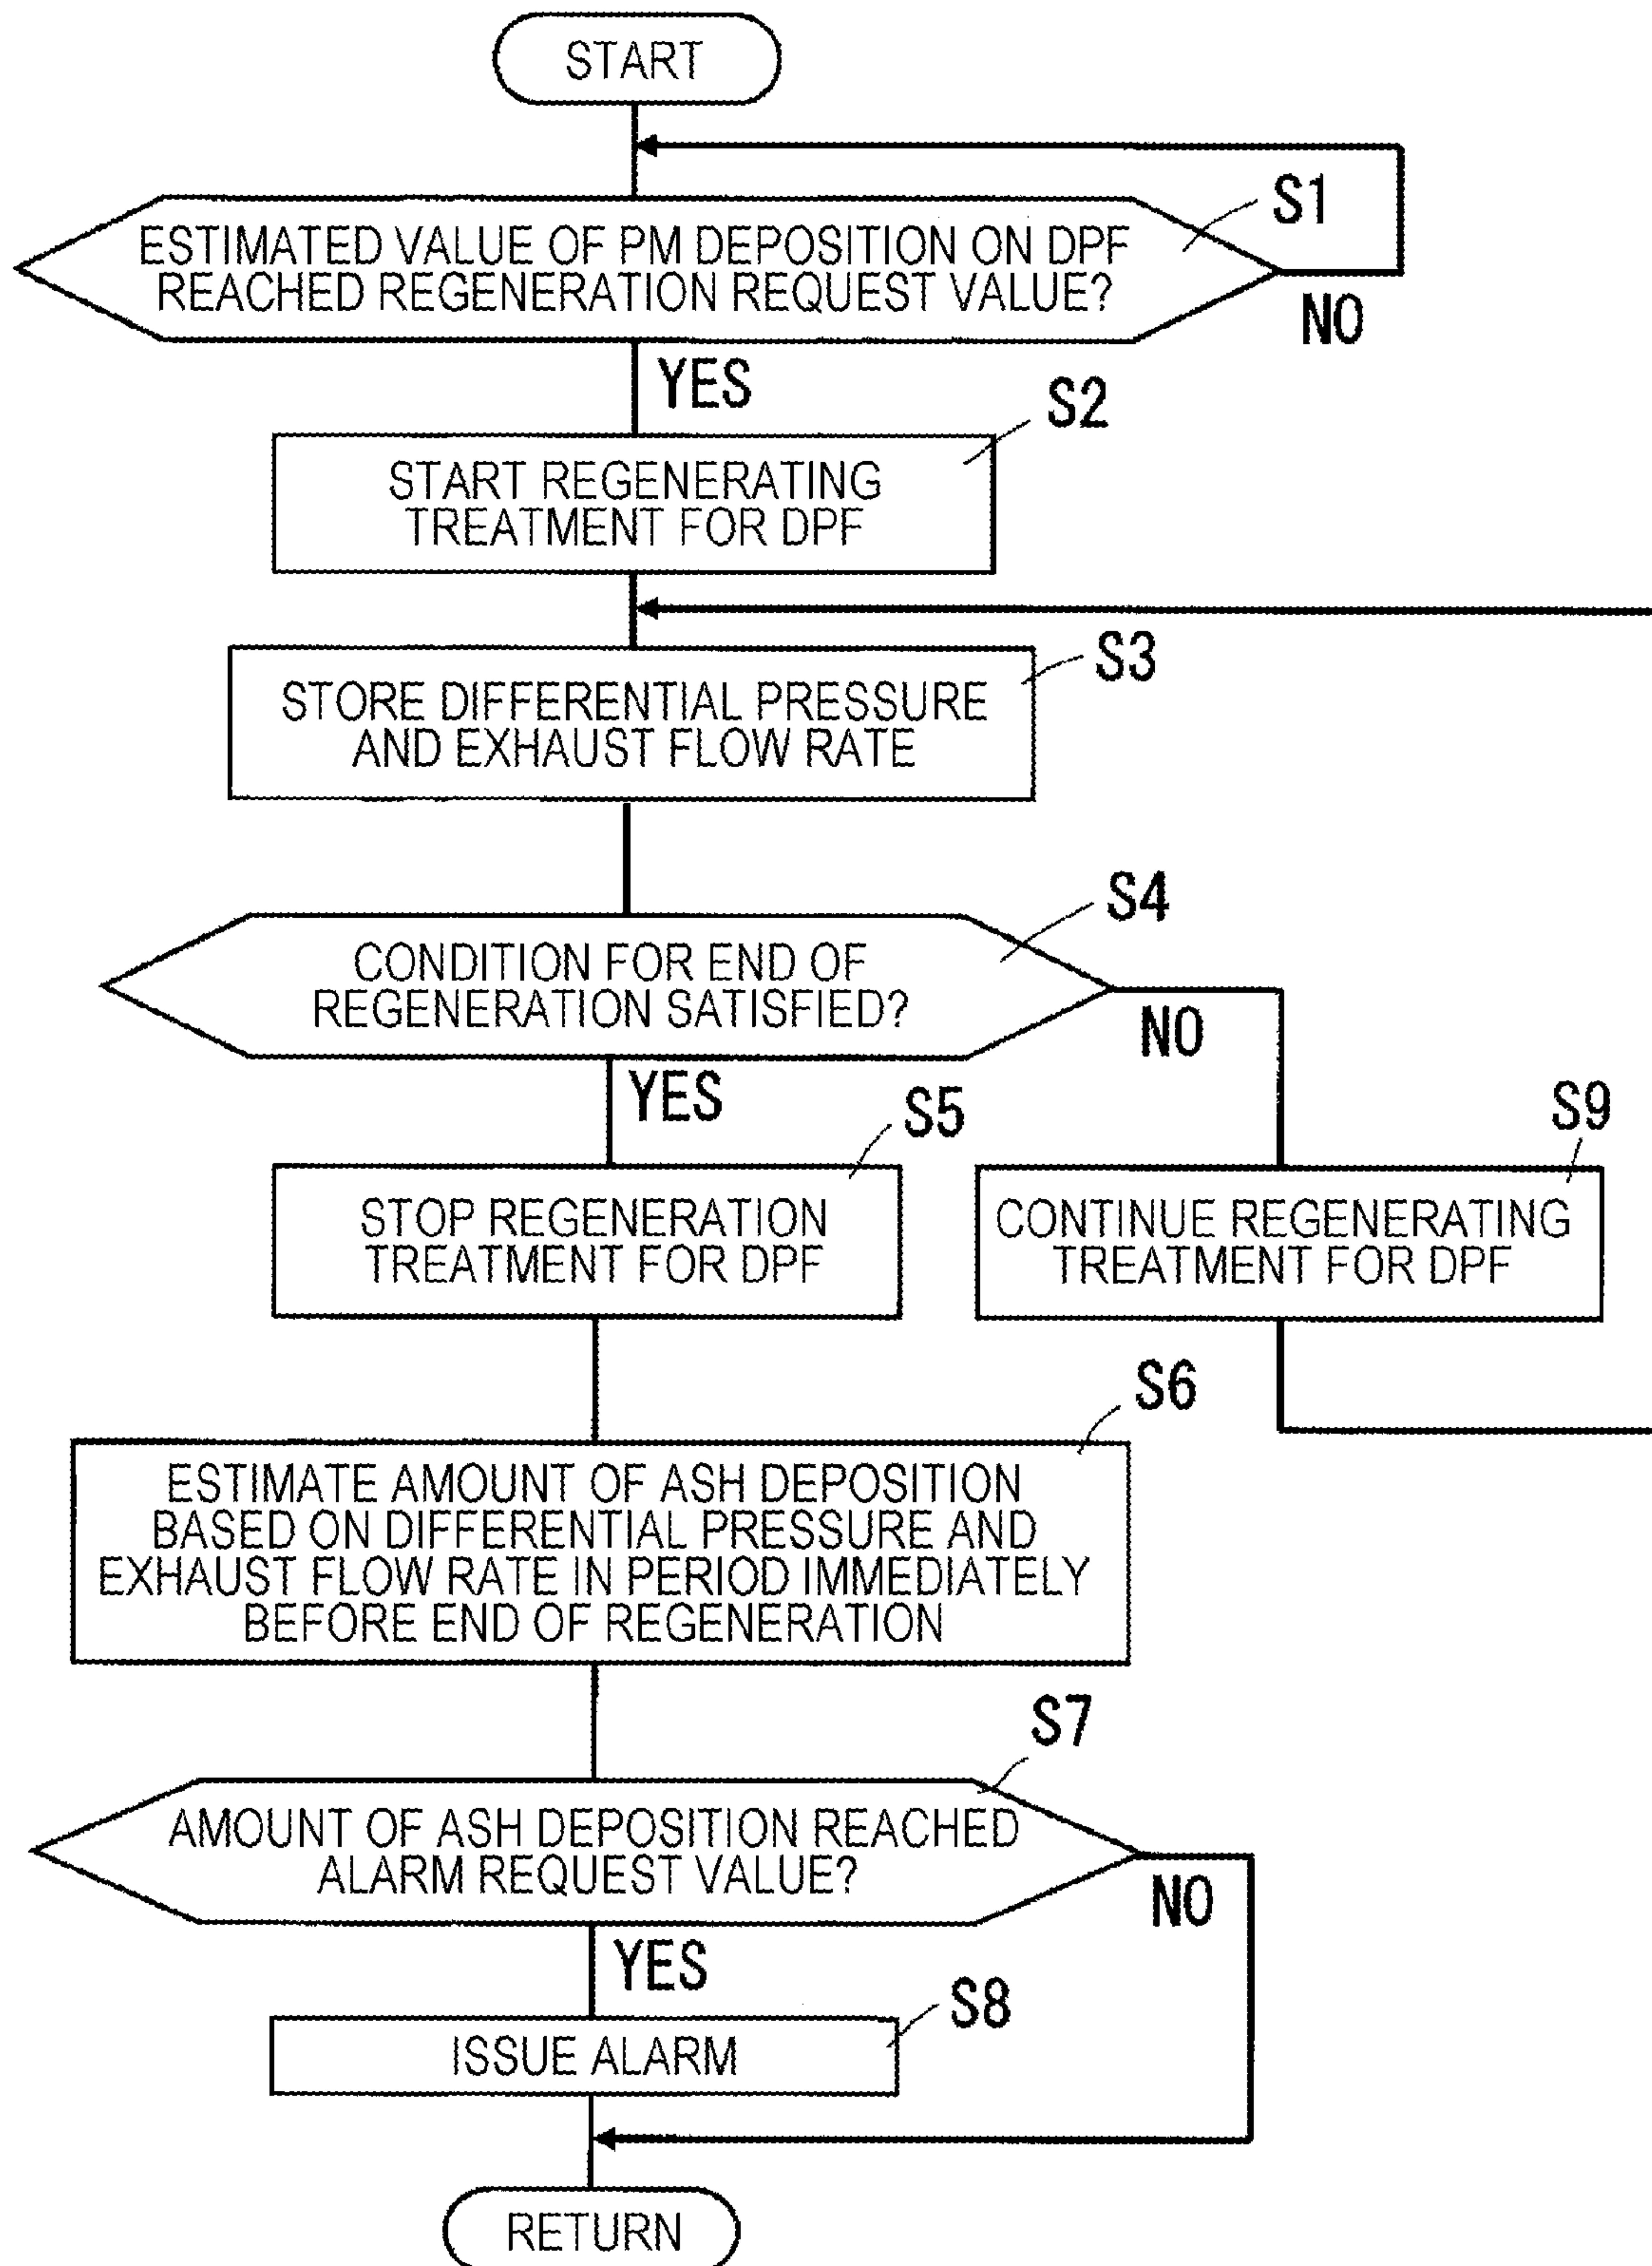 START
S1
ESTIMATED VALUE OF PM DEPOSITION ON DPF
REACHED REGENERATION REQUEST VALUE?
NO
YES
S2
START REGENERATING
TREATMENT FOR DPF
S3
STORE DIFFERENTIAL PRESSURE
AND EXHAUST FLOW RATE
S4
CONDITION FOR END OF
REGENERATION SATISFIED?
NO
YES
S5
S9
STOP REGENERATION
TREATMENT FOR DPF
CONTINUE REGENERATING
TREATMENT FOR DPF
S6
ESTIMATE AMOUNT OF ASH DEPOSITION
BASED ON DIFFERENTIAL PRESSURE AND
EXHAUST FLOW RATE IN PERIOD IMMEDIATELY
BEFORE END OF REGENERATION
S7
AMOUNT OF ASH DEPOSITION REACHED
ALARM REQUEST VALUE?
NO
YES
S8
ISSUE ALARM
RETURN